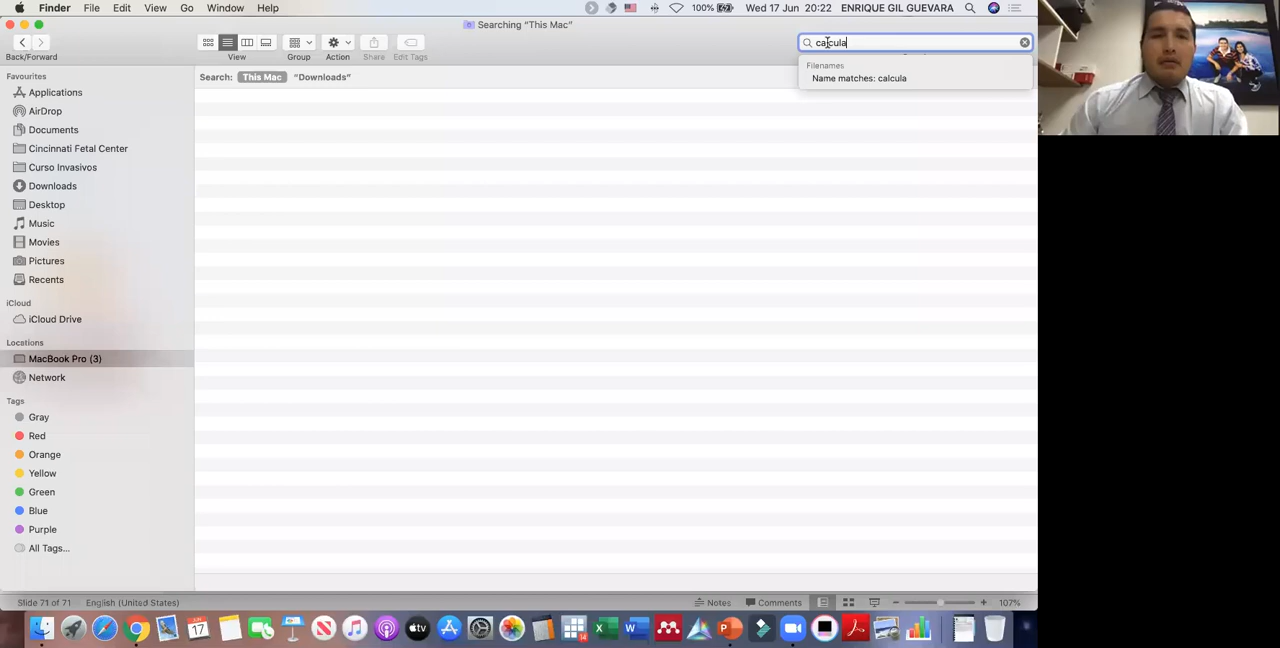 Finder File Edit View Go Window Help 100% Wed 17 Jun 20:22 ENRIQUE GIL GUEVARA
Searching "This Mac"
calcula
Back/Forward View Group Action Share Edit Tags
Filenames
Name matches: calcula
Search: This Mac "Downloads"
Favourites
Applications
AirDrop
Documents
Cincinnati Fetal Center
Curso Invasivos
Downloads
Desktop
Music
Movies
Pictures
Recents
iCloud
iCloud Drive
Locations
MacBook Pro (3)
Network
Tags
Gray
Red
Orange
Yellow
Green
Blue
Purple
All Tags...
Slide 71 of 71 English (United States) Notes Comments 107%
JUN
17
tv
14